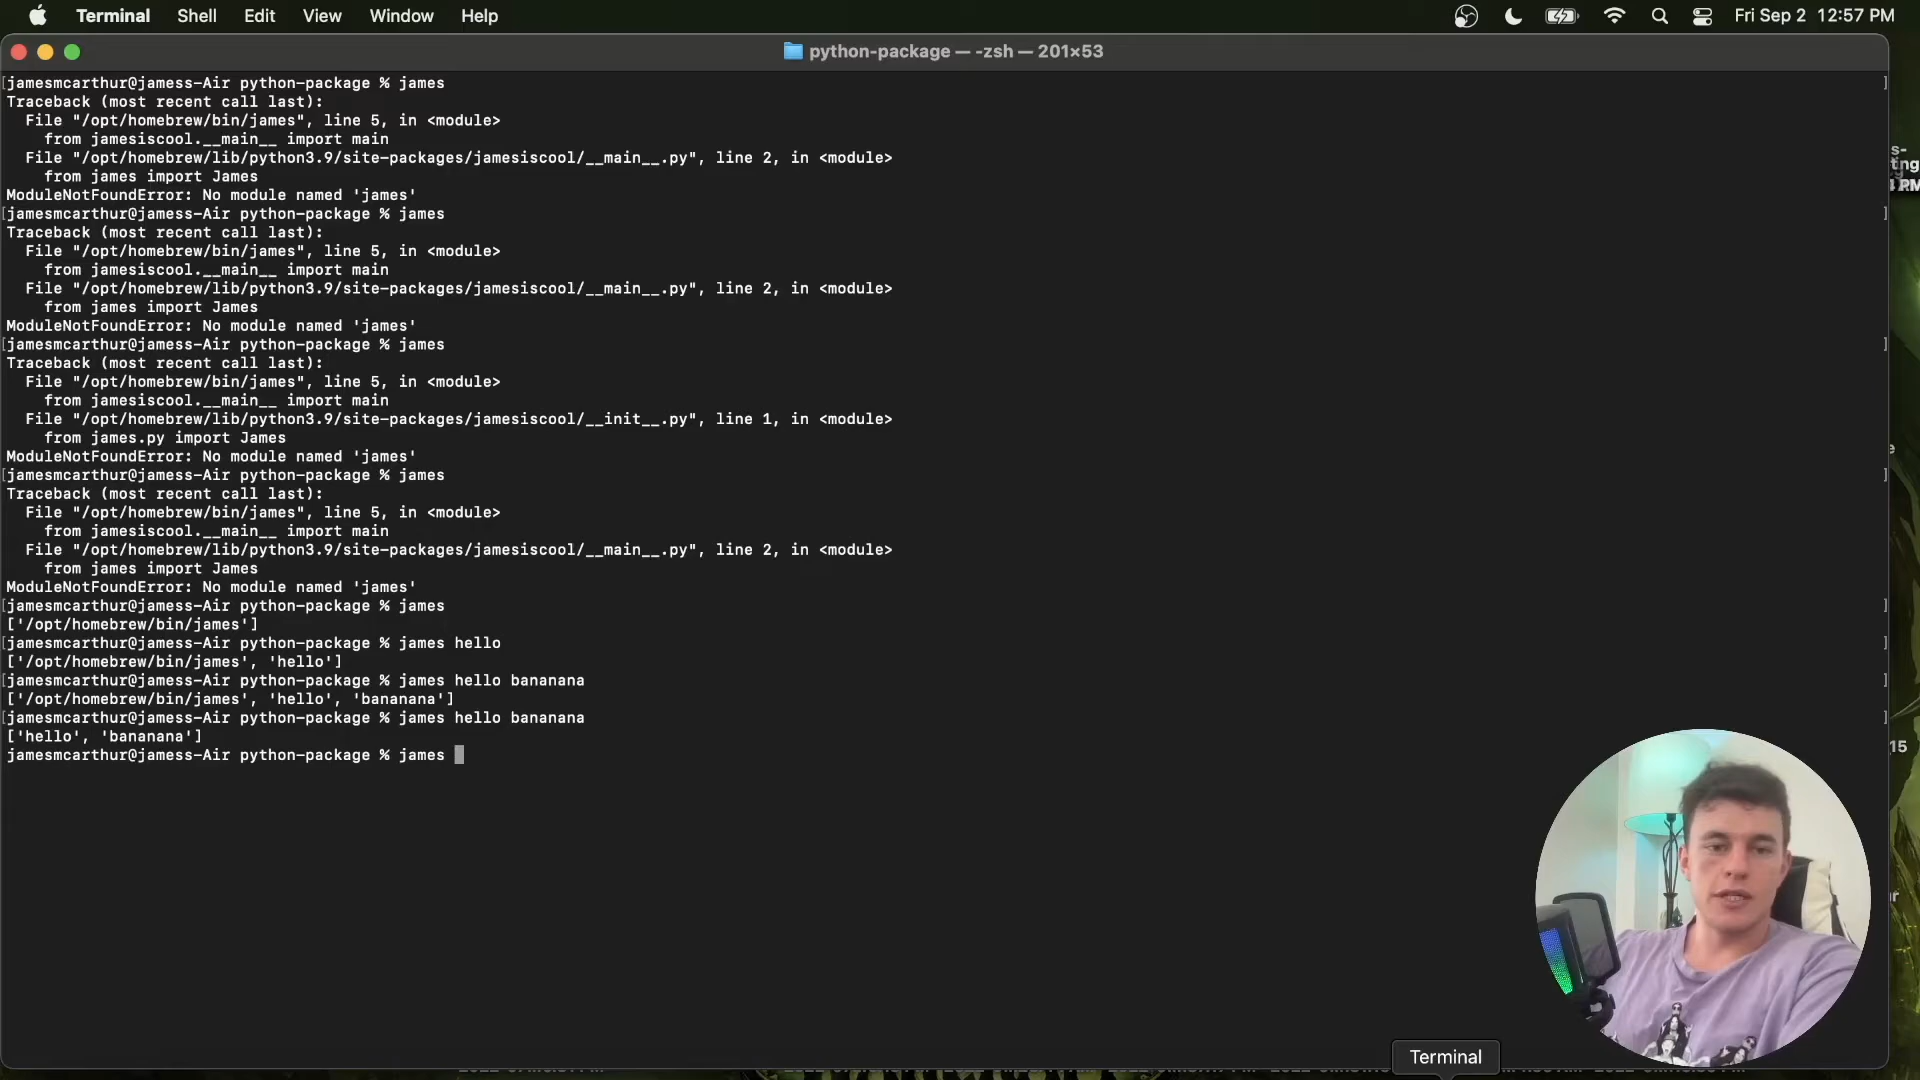 Terminal Shell Edit View Window Help Fri Sep 2 12:57 PM
python-package — -zsh — 201×53
[jamesmcarthur@jamess-Air python-package % james ]
Traceback (most recent call last):
  File "/opt/homebrew/bin/james", line 5, in <module>
    from jamesiscool.__main__ import main
  File "/opt/homebrew/lib/python3.9/site-packages/jamesiscool/__main__.py", line 2, in <module>
    from james import James
ModuleNotFoundError: No module named 'james'
[jamesmcarthur@jamess-Air python-package % james ]
Traceback (most recent call last):
  File "/opt/homebrew/bin/james", line 5, in <module>
    from jamesiscool.__main__ import main
  File "/opt/homebrew/lib/python3.9/site-packages/jamesiscool/__main__.py", line 2, in <module>
    from james import James
ModuleNotFoundError: No module named 'james'
[jamesmcarthur@jamess-Air python-package % james ]
Traceback (most recent call last):
  File "/opt/homebrew/bin/james", line 5, in <module>
    from jamesiscool.__main__ import main
  File "/opt/homebrew/lib/python3.9/site-packages/jamesiscool/__init__.py", line 1, in <module>
    from james.py import James
ModuleNotFoundError: No module named 'james'
[jamesmcarthur@jamess-Air python-package % james ]
Traceback (most recent call last):
  File "/opt/homebrew/bin/james", line 5, in <module>
    from jamesiscool.__main__ import main
  File "/opt/homebrew/lib/python3.9/site-packages/jamesiscool/__main__.py", line 2, in <module>
    from james import James
ModuleNotFoundError: No module named 'james'
[jamesmcarthur@jamess-Air python-package % james ]
['/opt/homebrew/bin/james']
[jamesmcarthur@jamess-Air python-package % james hello ]
['/opt/homebrew/bin/james', 'hello']
[jamesmcarthur@jamess-Air python-package % james hello bananana ]
['/opt/homebrew/bin/james', 'hello', 'bananana']
[jamesmcarthur@jamess-Air python-package % james hello bananana ]
['hello', 'bananana']
jamesmcarthur@jamess-Air python-package % james
15
Terminal